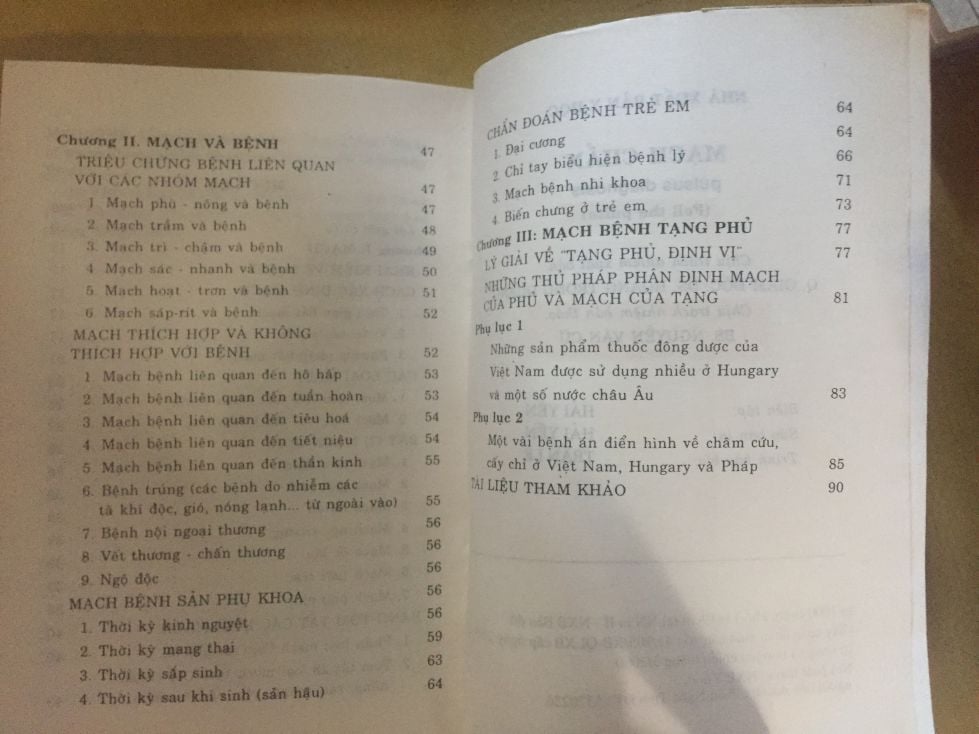 Chương II. MẠCH VÀ BỆNH 47
TRIỆU CHỨNG BỆNH LIÊN QUAN
VỚI CÁC NHÓM MẠCH 47
1. Mạch phù - nông và bệnh 47
2. Mạch trầm và bệnh 48
3. Mạch trì - chậm và bệnh 49
4. Mạch sác - nhanh và bệnh 50
5. Mạch hoạt - trơn và bệnh 51
6. Mạch sáp-rít và bệnh 52
MẠCH THÍCH HỢP VÀ KHÔNG
THÍCH HỢP VỚI BỆNH 52
1. Mạch bệnh liên quan đến hô hấp 53
2. Mạch bệnh liên quan đến tuần hoàn 53
3. Mạch bệnh liên quan đến tiêu hoá 54
4. Mạch bệnh liên quan đến tiết niệu 54
5. Mạch bệnh liên quan đến thần kinh 55
6. Bệnh trúng (các bệnh do nhiễm các
tà khí độc, gió, nóng lạnh... từ ngoài vào) 55
7. Bệnh nội ngoại thương 56
8. Vết thương - chấn thương 56
9. Ngộ độc 56
MẠCH BỆNH SẢN PHỤ KHOA 56
1. Thời kỳ kinh nguyệt 56
2. Thời kỳ mang thai 59
3. Thời kỳ sắp sinh 63
4. Thời kỳ sau khi sinh (sản hậu) 64
CHẨN ĐOÁN BỆNH TRẺ EM 64
1. Đại cương 64
2. Chỉ tay biểu hiện bệnh lý 66
3. Mạch bệnh nhi khoa 71
4. Biến chưng ở trẻ em 73
Chương III: MẠCH BỆNH TẠNG PHỦ 77
LÝ GIẢI VỀ "TẠNG PHỦ, ĐỊNH VỊ" 77
NHỮNG THỦ PHÁP PHÂN ĐỊNH MẠCH
CỦA PHỦ VÀ MẠCH CỦA TẠNG 81
Phụ lục 1
Những sản phẩm thuốc đông dược của
Việt Nam được sử dụng nhiều ở Hungary
và một số nước châu Âu 83
Phụ lục 2
Một vài bệnh án điển hình về châm cứu,
cấy chỉ ở Việt Nam, Hungary và Pháp 85
TÀI LIỆU THAM KHẢO 90